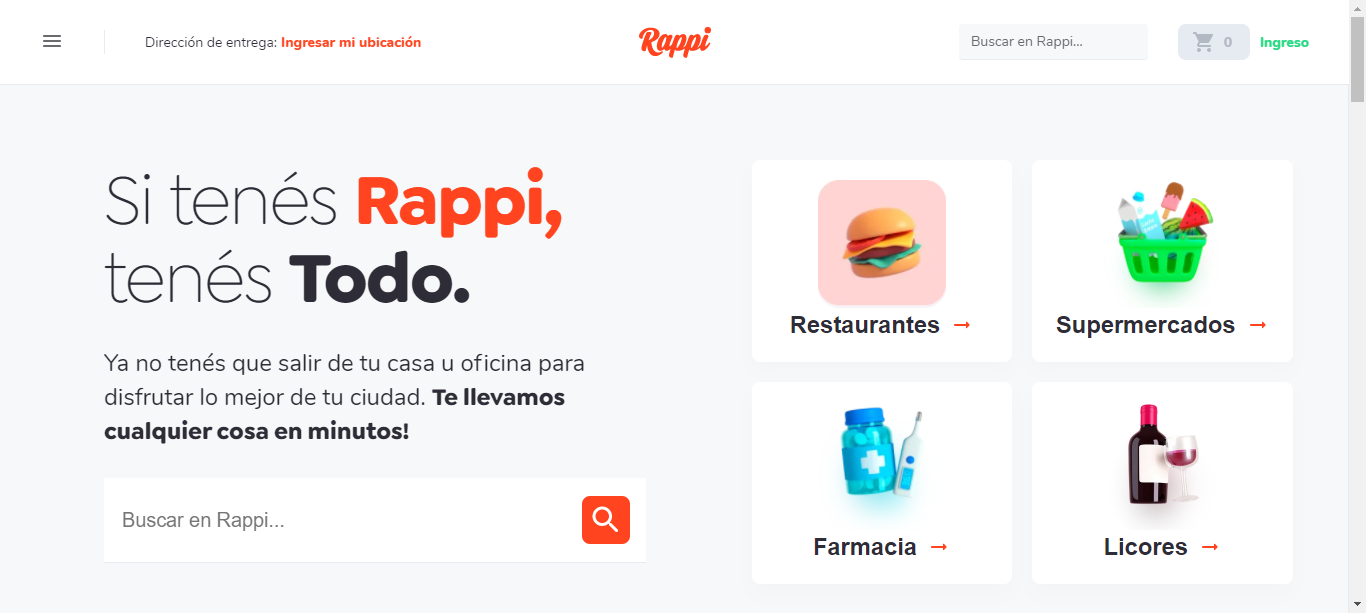 Dirección de entrega: Ingresar mi ubicación
Rappi
Buscar en Rappi...
0
Ingreso
Si tenés Rappi,
tenés Todo.
Ya no tenés que salir de tu casa u oficina para
disfrutar lo mejor de tu ciudad. Te llevamos
cualquier cosa en minutos!
Buscar en Rappi...
Restaurantes →
Supermercados →
Farmacia →
Licores →